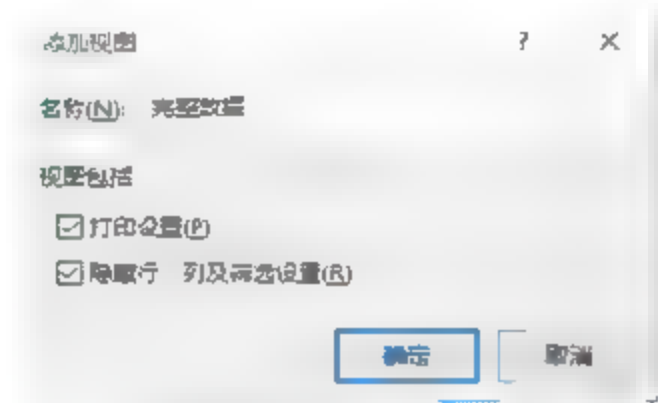 添加视图 ? ×
名称(N): 完整数据
视图包括
打印设置(P)
隐藏行 列及筛选设置(R)
确定 取消